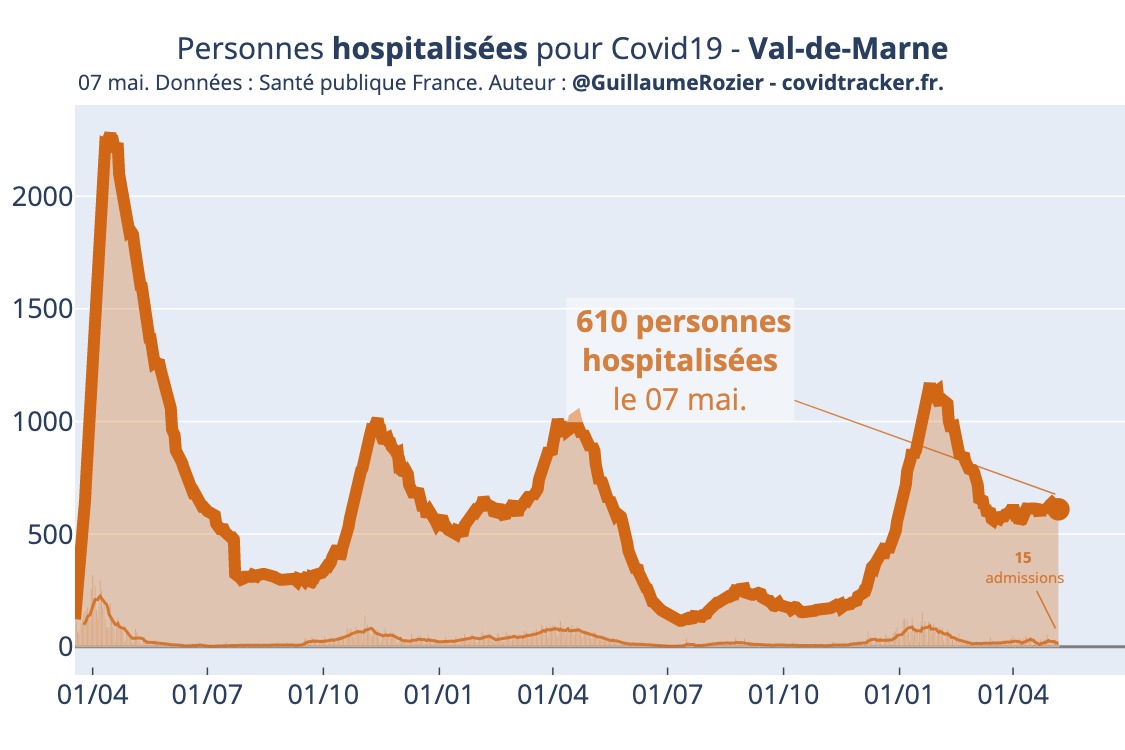 Personnes hospitalisées pour Covid19 - Val-de-Marne
07 mai. Données : Santé publique France. Auteur : @GuillaumeRozier - covidtracker.fr.
2000
1500
1000
500
0
610 personnes
hospitalisées
le 07 mai.
15
admissions
01/04 01/07 01/10 01/01 01/04 01/07 01/10 01/01 01/04